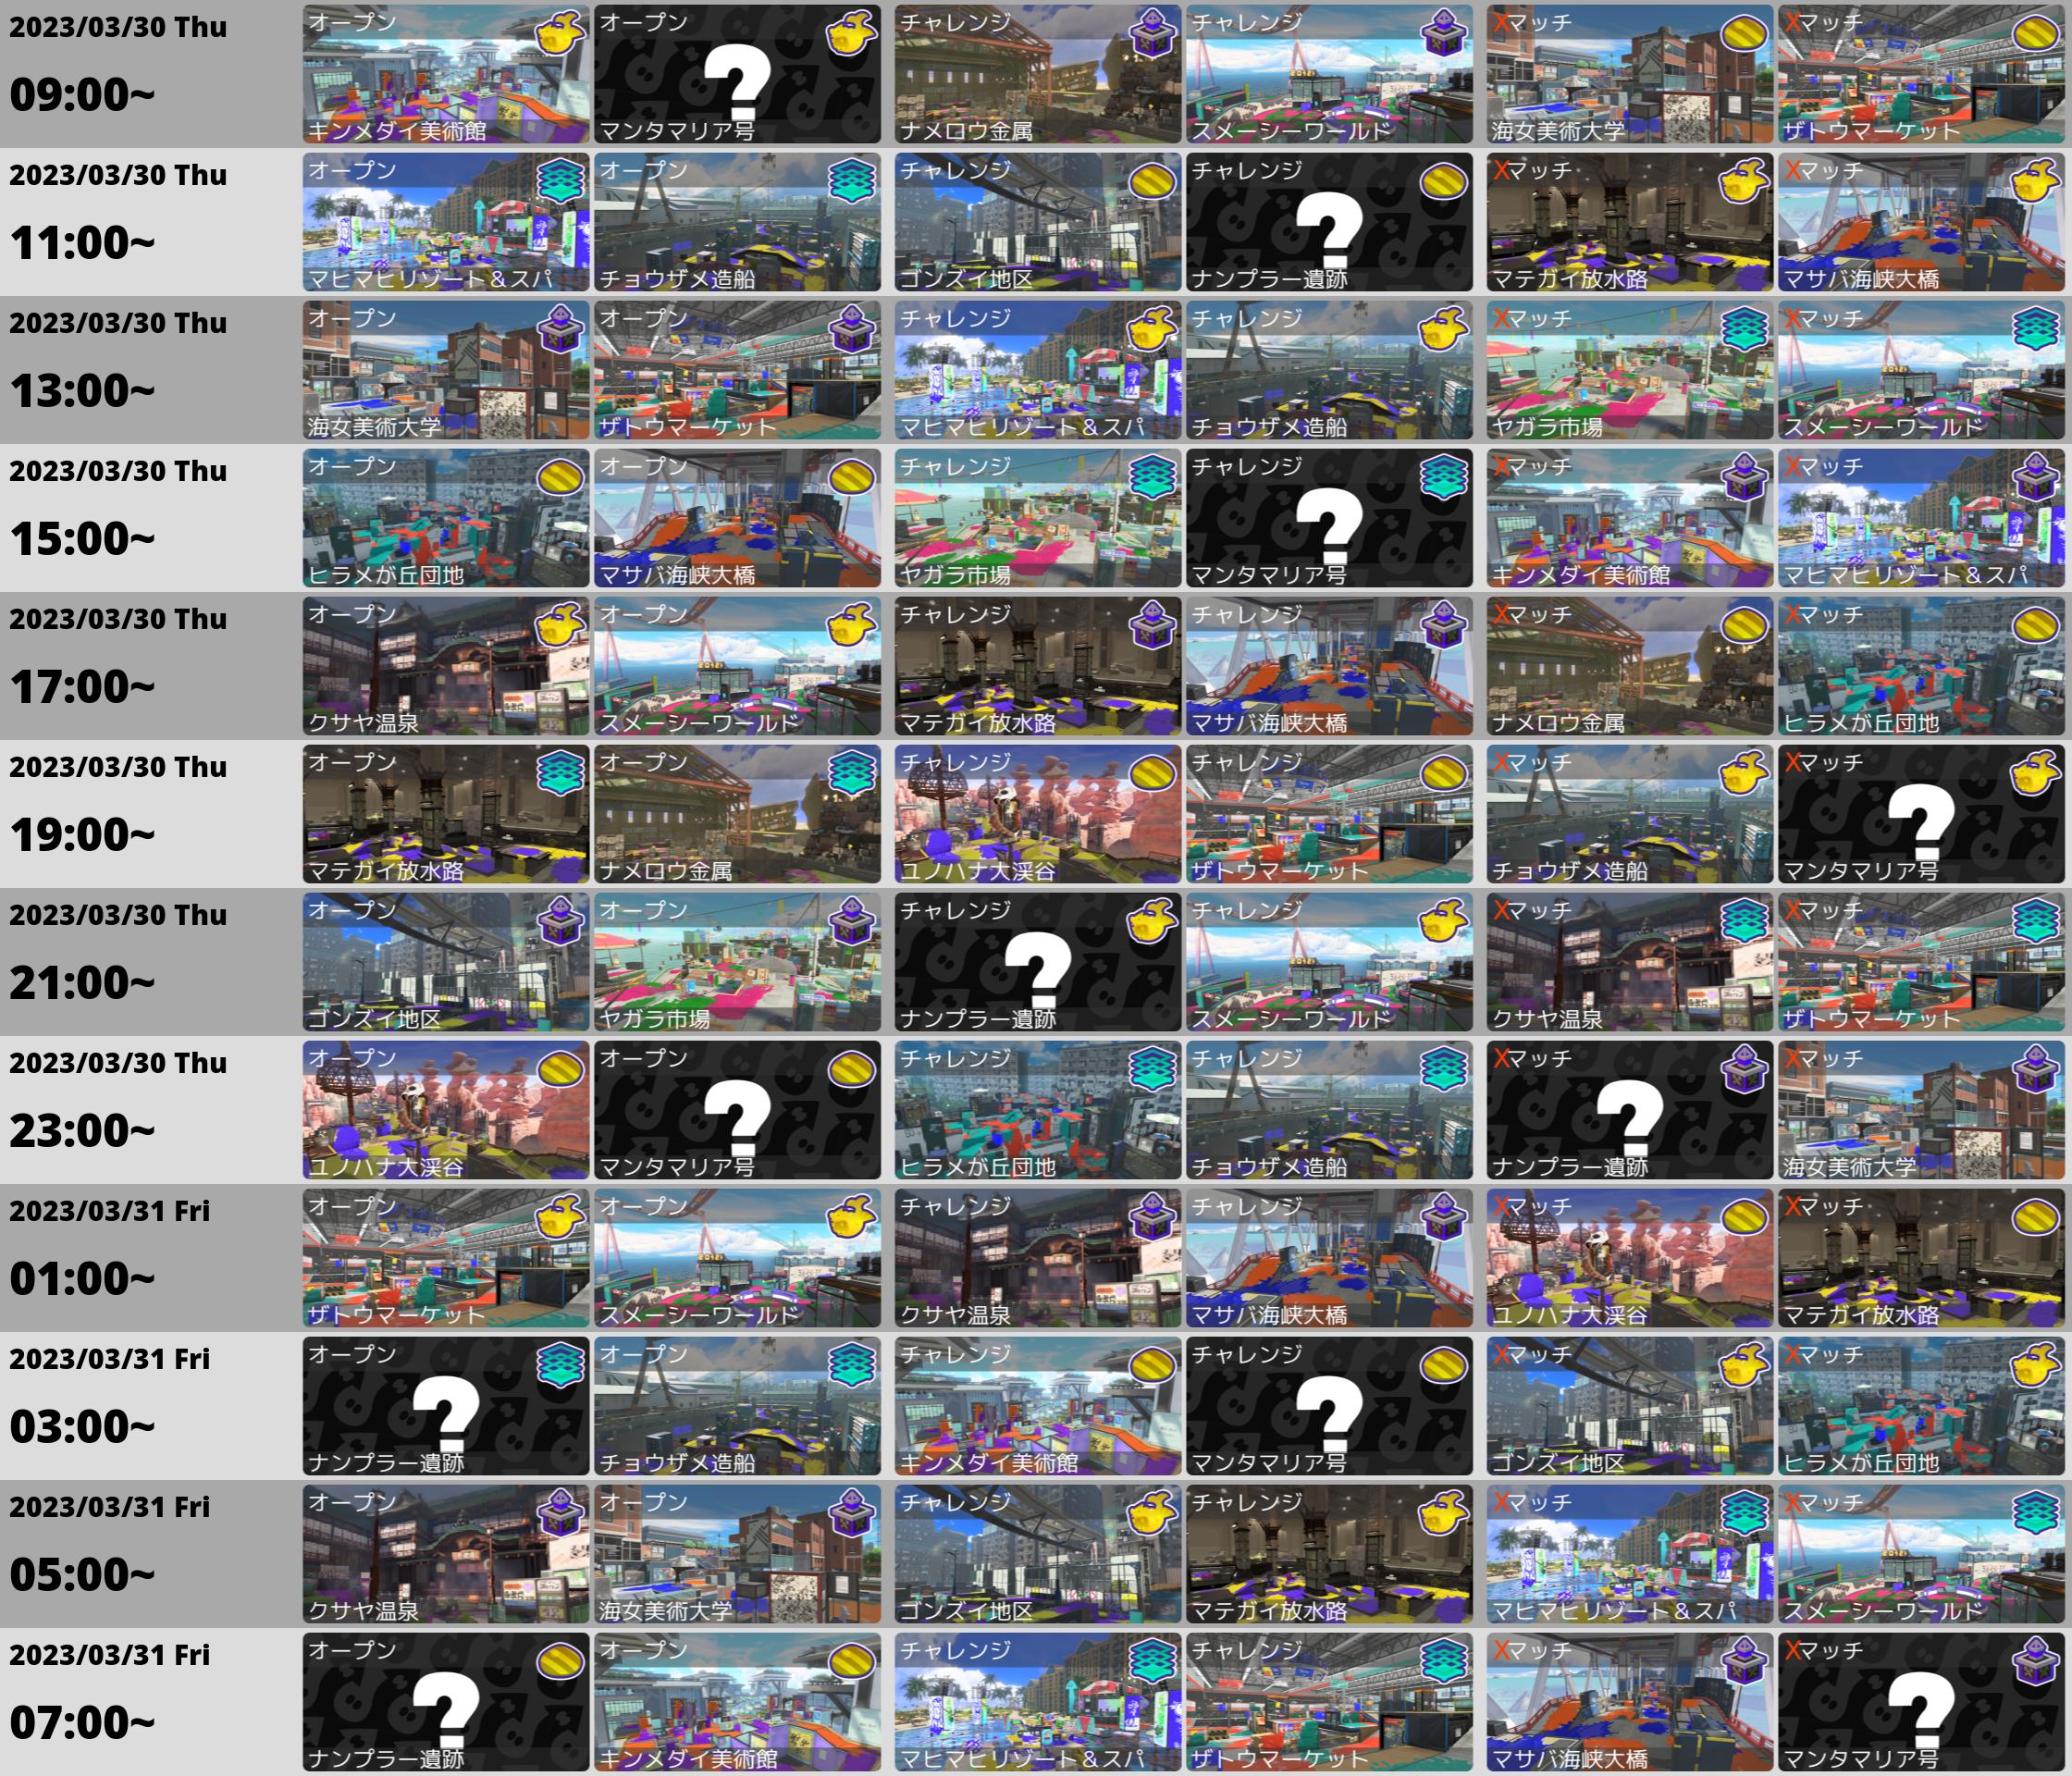 2023/03/30 Thu
09:00~
オープン オープン チャレンジ チャレンジ Xマッチ Xマッチ
キンメダイ美術館 マンタマリア号 ナメロウ金属 スメーシーワールド 海女美術大学 ザトウマーケット
2023/03/30 Thu
11:00~
オープン オープン チャレンジ チャレンジ Xマッチ Xマッチ
マヒマヒリゾート&スパ チョウザメ造船 ゴンズイ地区 ナンプラー遺跡 マテガイ放水路 マサバ海峡大橋
2023/03/30 Thu
13:00~
オープン オープン チャレンジ チャレンジ Xマッチ Xマッチ
海女美術大学 ザトウマーケット マヒマヒリゾート&スパ チョウザメ造船 ヤガラ市場 スメーシーワールド
2023/03/30 Thu
15:00~
オープン オープン チャレンジ チャレンジ Xマッチ Xマッチ
ヒラメが丘団地 マサバ海峡大橋 ヤガラ市場 マンタマリア号 キンメダイ美術館 マヒマヒリゾート&スパ
2023/03/30 Thu
17:00~
オープン オープン チャレンジ チャレンジ Xマッチ Xマッチ
クサヤ温泉 スメーシーワールド マテガイ放水路 マサバ海峡大橋 ナメロウ金属 ヒラメが丘団地
2023/03/30 Thu
19:00~
オープン オープン チャレンジ チャレンジ Xマッチ Xマッチ
マテガイ放水路 ナメロウ金属 ユノハナ大渓谷 ザトウマーケット チョウザメ造船 マンタマリア号
2023/03/30 Thu
21:00~
オープン オープン チャレンジ チャレンジ Xマッチ Xマッチ
ゴンズイ地区 ヤガラ市場 ナンプラー遺跡 スメーシーワールド クサヤ温泉 ザトウマーケット
2023/03/30 Thu
23:00~
オープン オープン チャレンジ チャレンジ Xマッチ Xマッチ
ユノハナ大渓谷 マンタマリア号 ヒラメが丘団地 チョウザメ造船 ナンプラー遺跡 海女美術大学
2023/03/31 Fri
01:00~
オープン オープン チャレンジ チャレンジ Xマッチ Xマッチ
ザトウマーケット スメーシーワールド クサヤ温泉 マサバ海峡大橋 ユノハナ大渓谷 マテガイ放水路
2023/03/31 Fri
03:00~
オープン オープン チャレンジ チャレンジ Xマッチ Xマッチ
ナンプラー遺跡 チョウザメ造船 キンメダイ美術館 マンタマリア号 ゴンズイ地区 ヒラメが丘団地
2023/03/31 Fri
05:00~
オープン オープン チャレンジ チャレンジ Xマッチ Xマッチ
クサヤ温泉 海女美術大学 ゴンズイ地区 マテガイ放水路 マヒマヒリゾート&スパ スメーシーワールド
2023/03/31 Fri
07:00~
オープン オープン チャレンジ チャレンジ Xマッチ Xマッチ
ナンプラー遺跡 キンメダイ美術館 マヒマヒリゾート&スパ ザトウマーケット マサバ海峡大橋 マンタマリア号